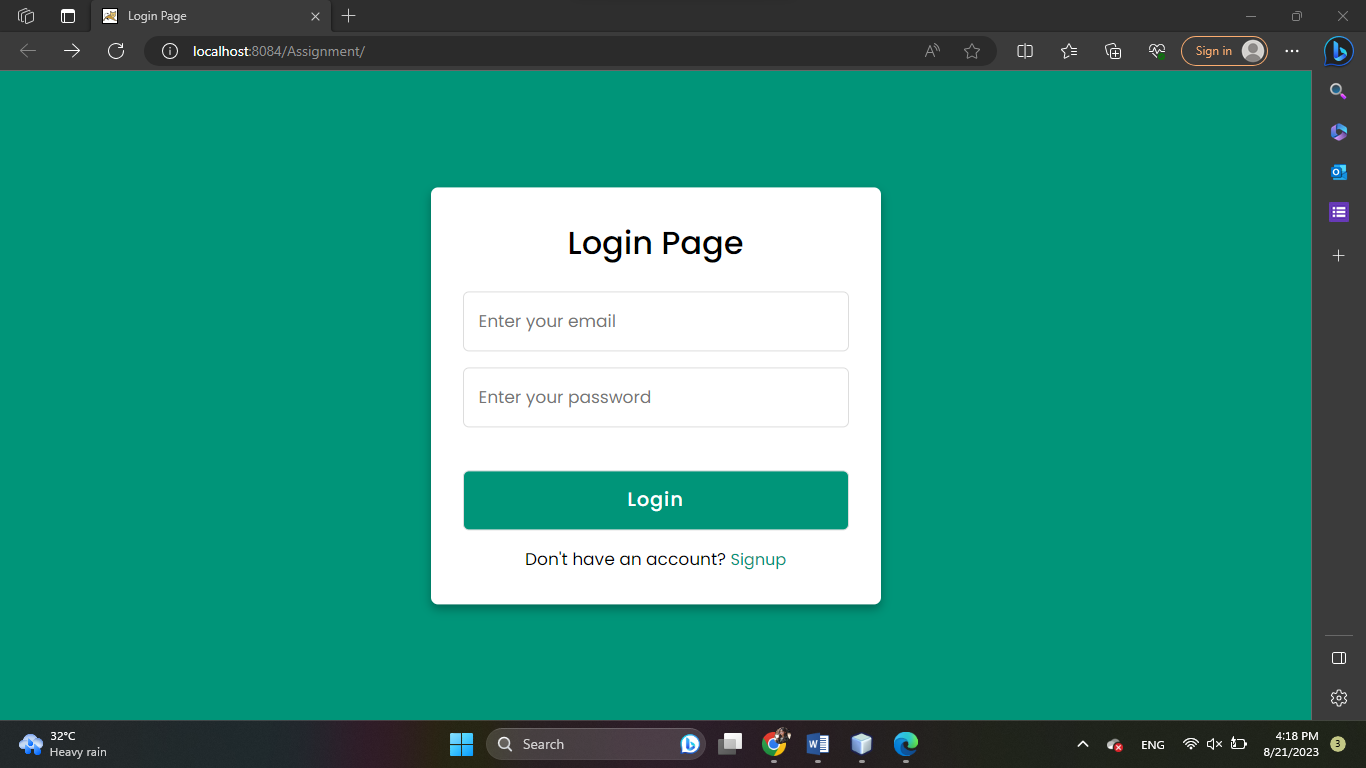 Login Page
localhost:8084/Assignment/
Sign in
Login Page
Enter your email
Enter your password
Login
Don't have an account? Signup
32°C
Heavy rain
Search
ENG
4:18 PM
8/21/2023
3